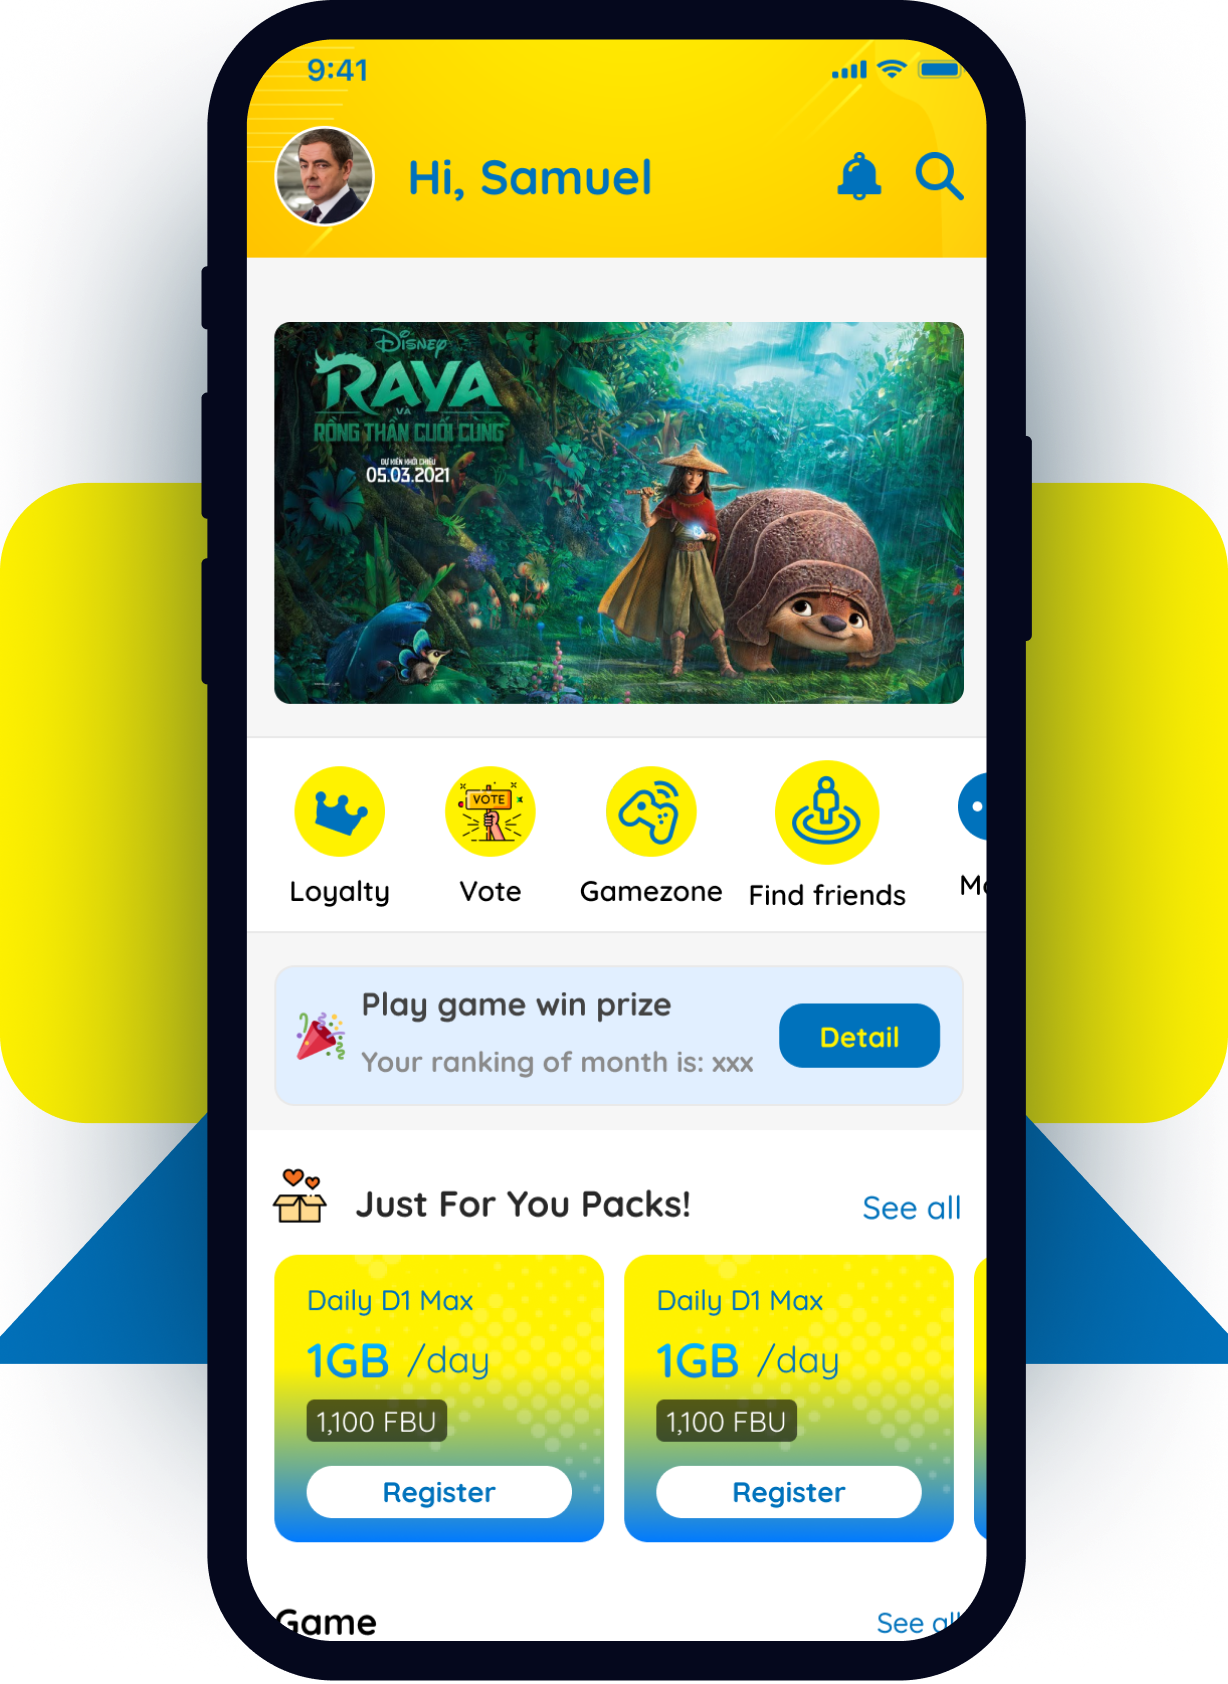 9:41
Hi, Samuel
Disney
RAYA
VÀ
RỒNG THẦN CUỐI CÙNG
DỰ KIẾN KHỞI CHIẾU
05.03.2021
VOTE
Loyalty
Vote
Gamezone
Find friends
Mo
Play game win prize
Your ranking of month is: xxx
Detail
Just For You Packs!
See all
Daily D1 Max
1GB /day
1,100 FBU
Register
Daily D1 Max
1GB /day
1,100 FBU
Register
Game
See all